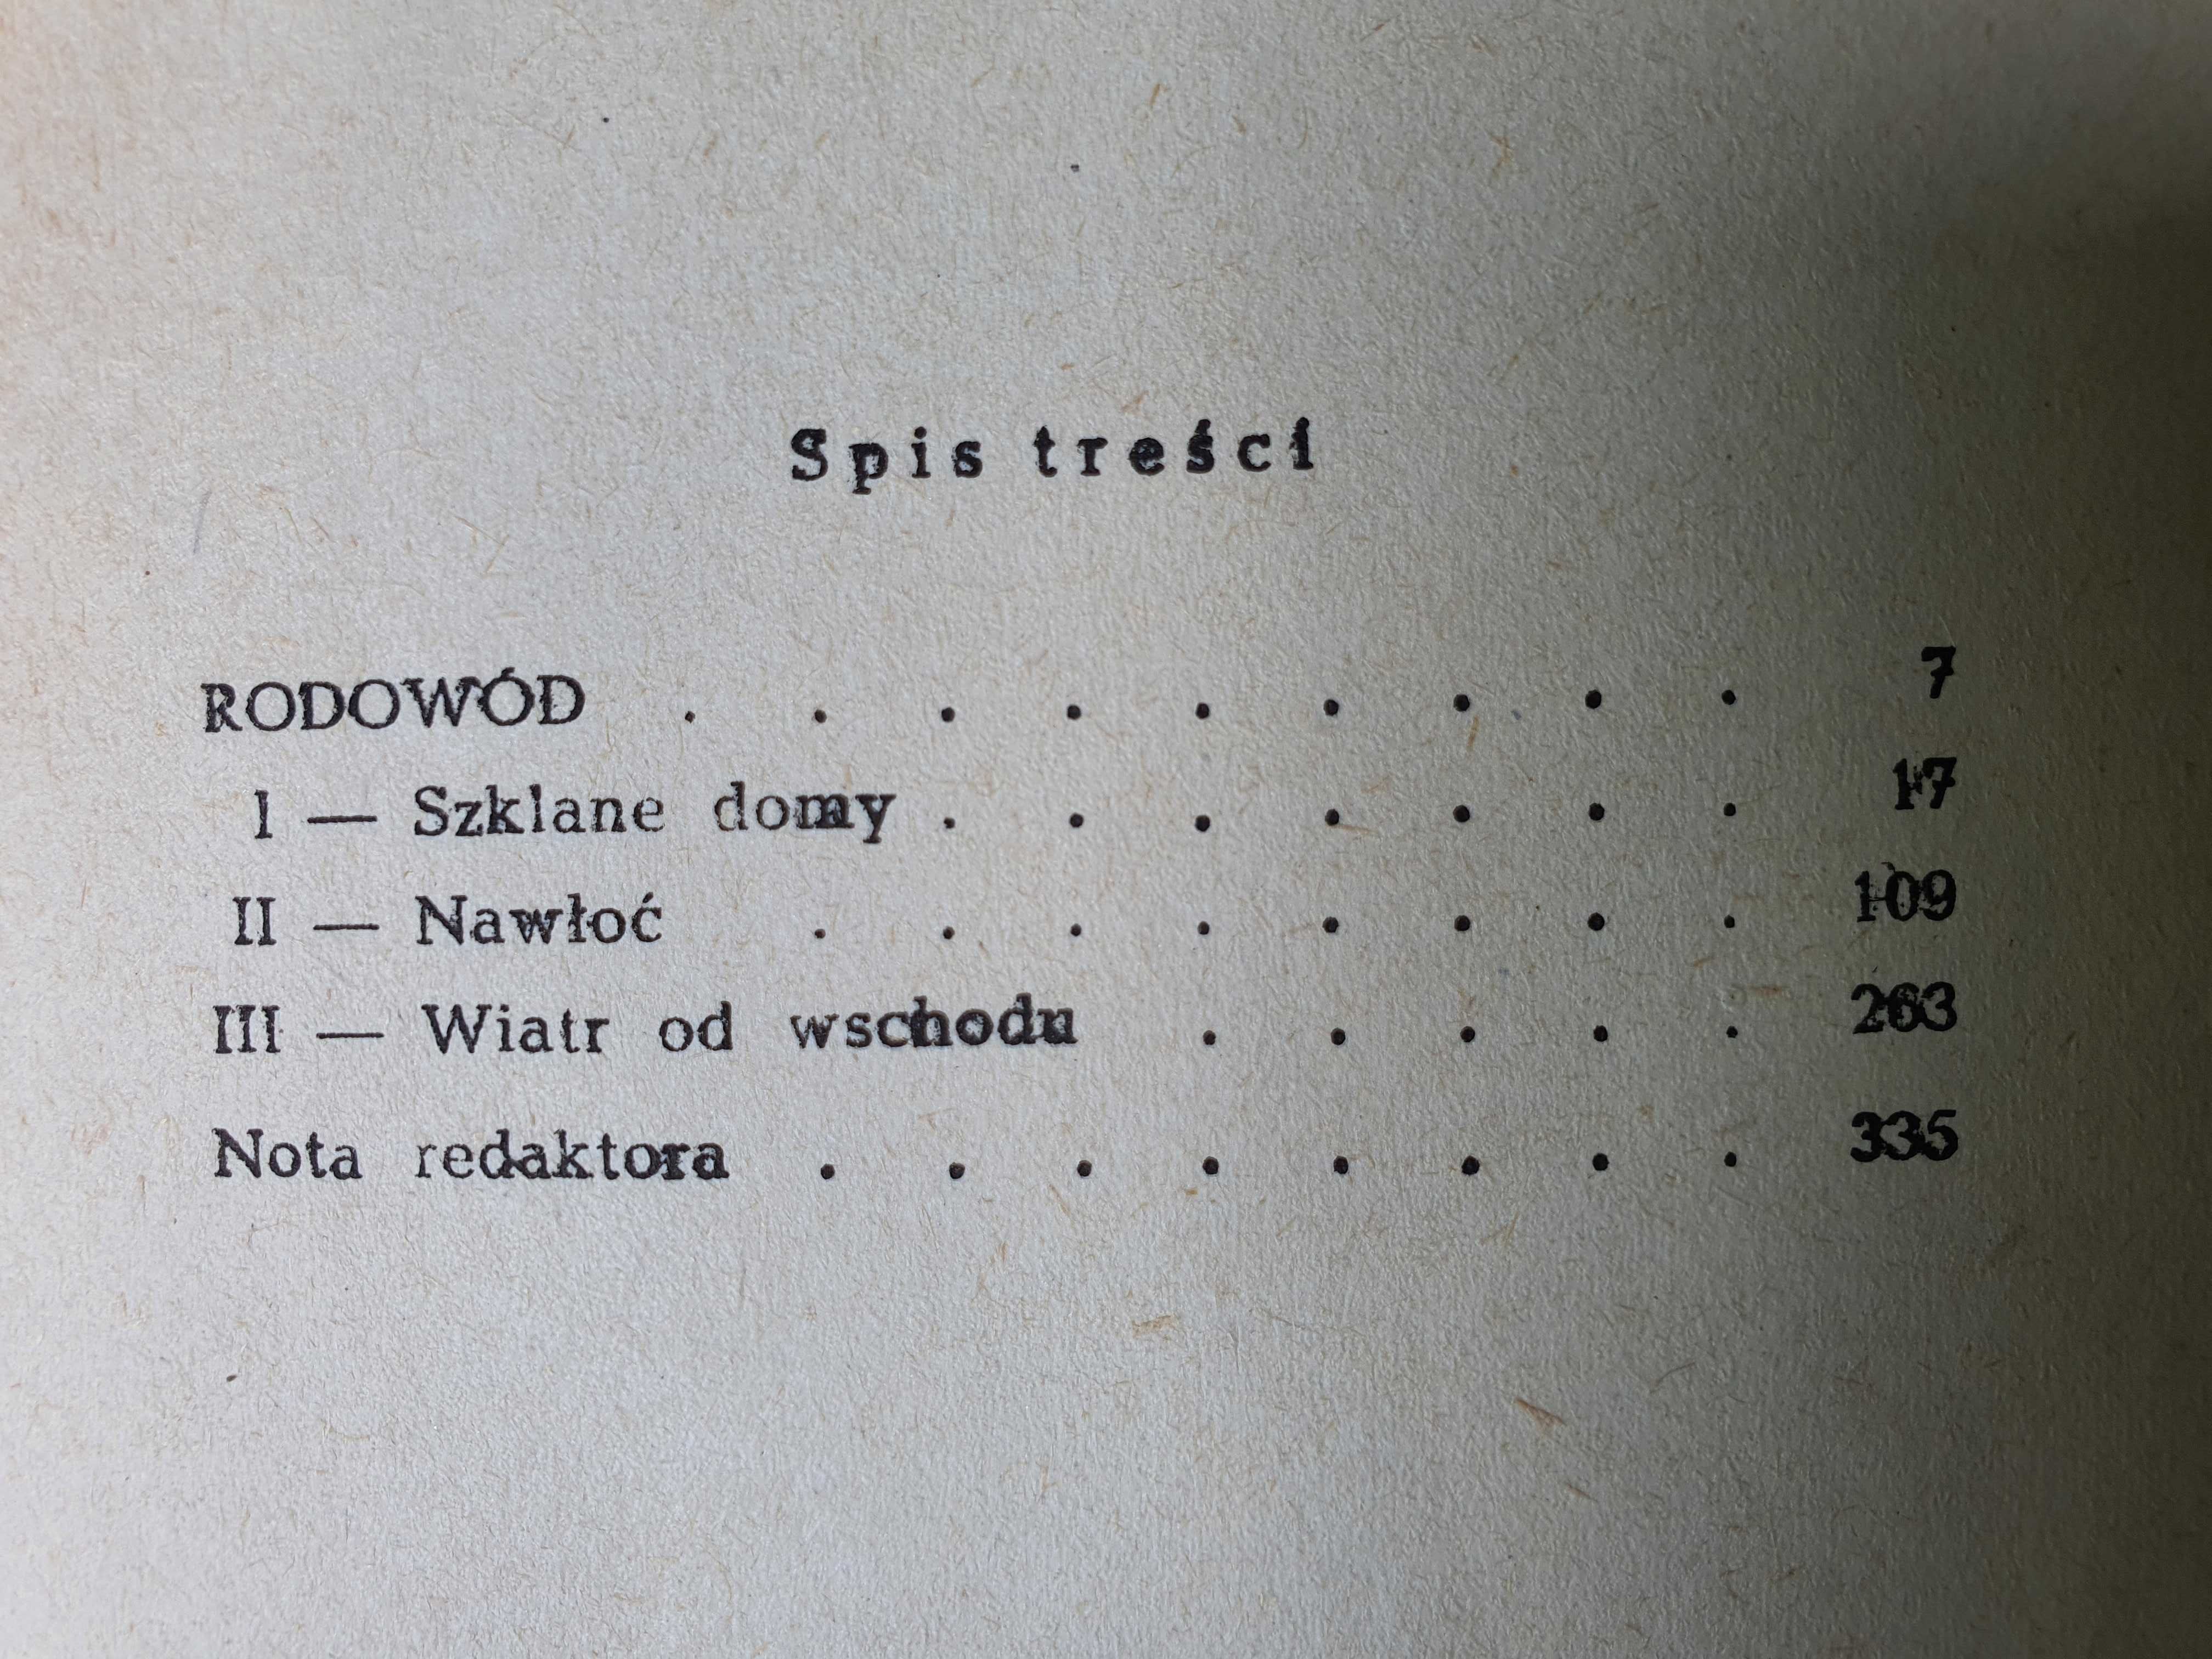 Spis treści
RODOWÓD . . . . . . . . . 7
I — Szklane domy . . . . . . . 17
II — Nawłoć . . . . . . . . 109
III — Wiatr od wschodu . . . . . 263
Nota redaktora . . . . . . . . 335